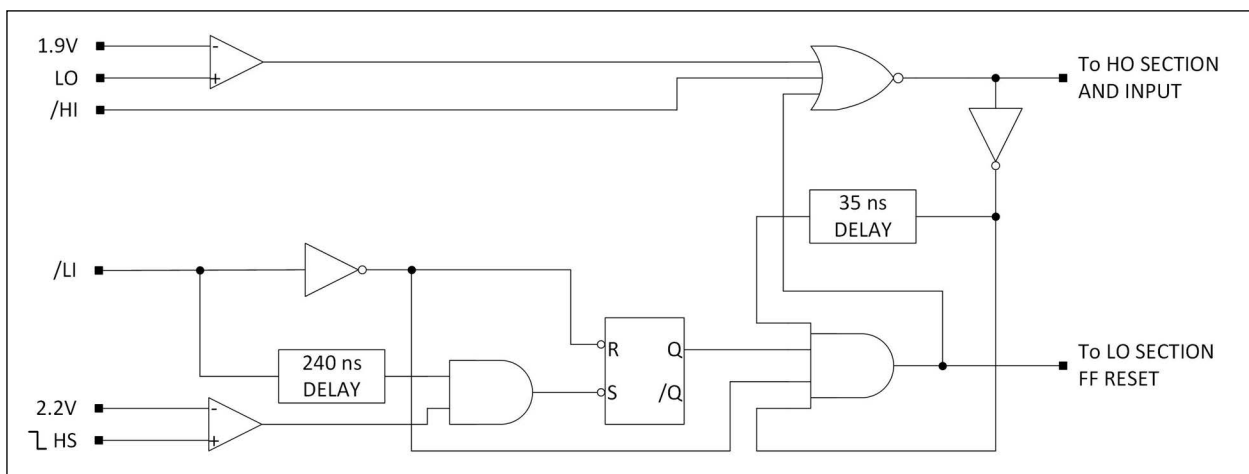 1.9V
-
LO
+
/HI
To HO SECTION
AND INPUT
35 ns
DELAY
/LI
R
Q
240 ns
DELAY
S
/Q
To LO SECTION
FF RESET
2.2V
-
HS
+